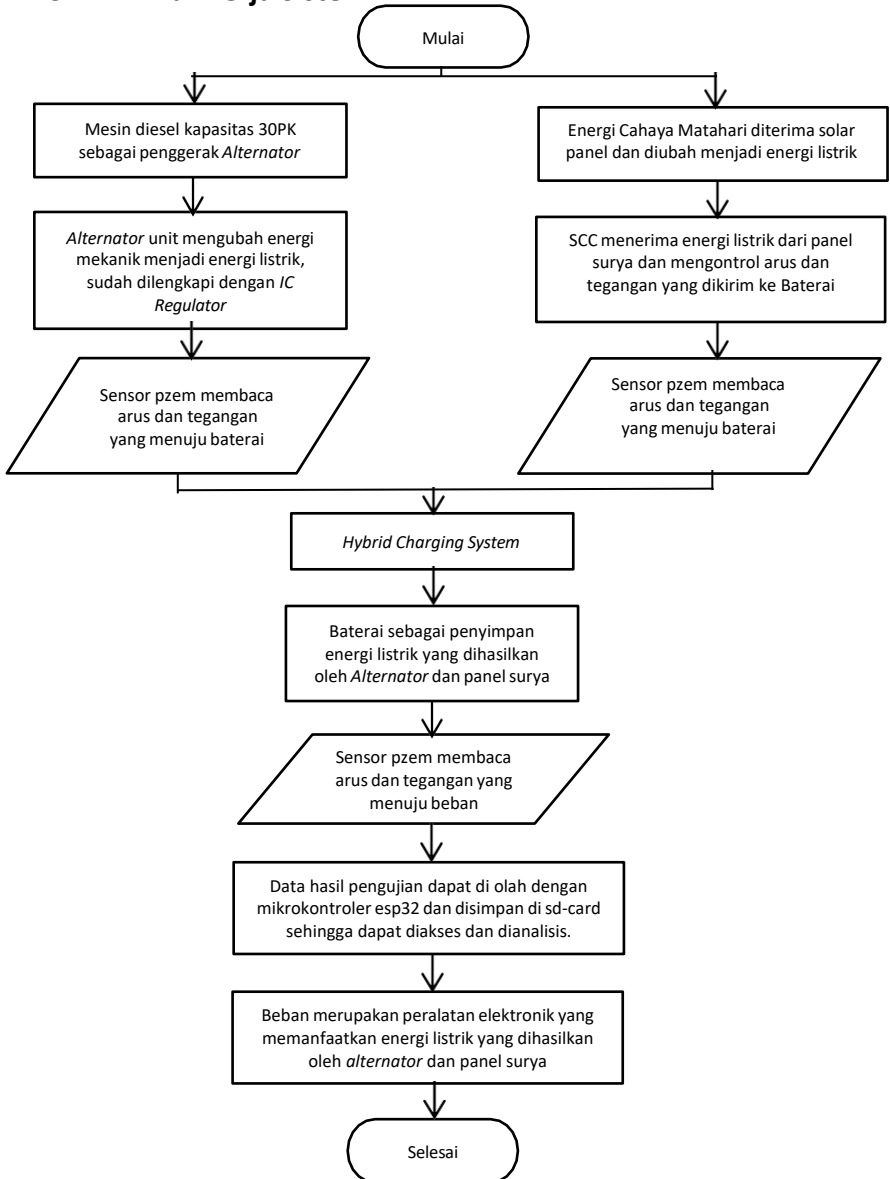 Mulai
Mesin diesel kapasitas 30PK
sebagai penggerak Alternator
Energi Cahaya Matahari diterima solar
panel dan diubah menjadi energi listrik
Alternator unit mengubah energi
mekanik menjadi energi listrik,
sudah dilengkapi dengan IC
Regulator
SCC menerima energi listrik dari panel
surya dan mengontrol arus dan
tegangan yang dikirim ke Baterai
Sensor pzem membaca
arus dan tegangan
yang menuju baterai
Sensor pzem membaca
arus dan tegangan
yang menuju baterai
Hybrid Charging System
Baterai sebagai penyimpan
energi listrik yang dihasilkan
oleh Alternator dan panel surya
Sensor pzem membaca
arus dan tegangan yang
menuju beban
Data hasil pengujian dapat di olah dengan
mikrokontroler esp32 dan disimpan di sd-card
sehingga dapat diakses dan dianalisis.
Beban merupakan peralatan elektronik yang
memanfaatkan energi listrik yang dihasilkan
oleh alternator dan panel surya
Selesai